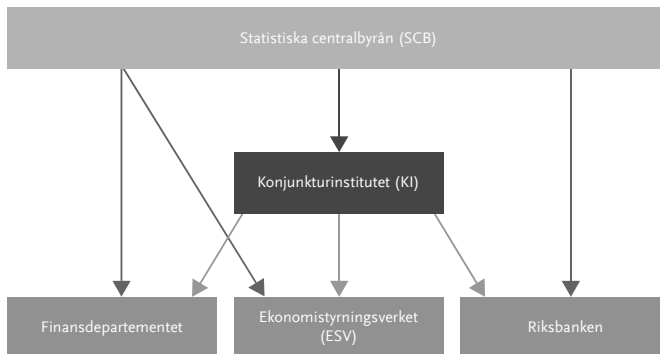 Statistiska centralbyrån (SCB)
Konjunkturinstitutet (KI)
Finansdepartementet
Ekonomistyrningsverket
(ESV)
Riksbanken